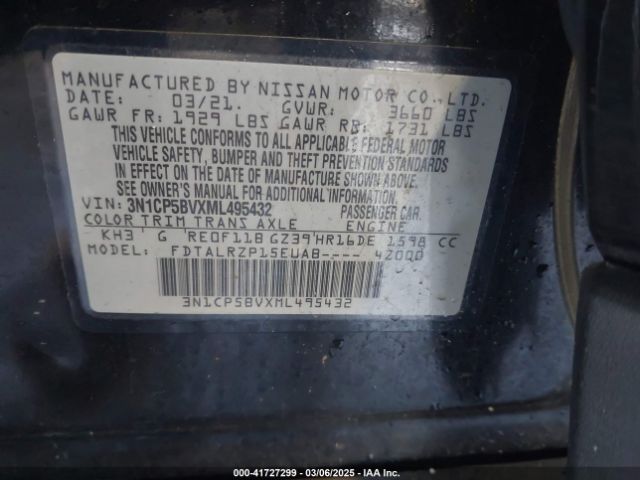 MANUFACTURED BY NISSAN MOTOR CO., LTD.
DATE: 03/21. GVWR: 3660 LBS
GAWR FR: 1929 LBS GAWR RR: 1731 LBS
THIS VEHICLE CONFORMS TO ALL APPLICABLE FEDERAL MOTOR
VEHICLE SAFETY, BUMPER AND THEFT PREVENTION STANDARDS
IN EFFECT ON THE DATE OF MANUFACTURE SHOWN ABOVE.
SEE OWNER'S MANUAL FOR ADDITIONAL INFORMATION.
VIN: 3N1CP5BVXML495432 PASSENGER CAR.
COLOR TRIM TRANS AXLE ENGINE
KH3 G RE0F11B GZ39 HR16DE 1598 CC
MODEL: FDTALRZP15EUAB---- 4Z000
3N1CP5BVXML495432
000-41727299 — 03/06/2025 — IAA Inc.